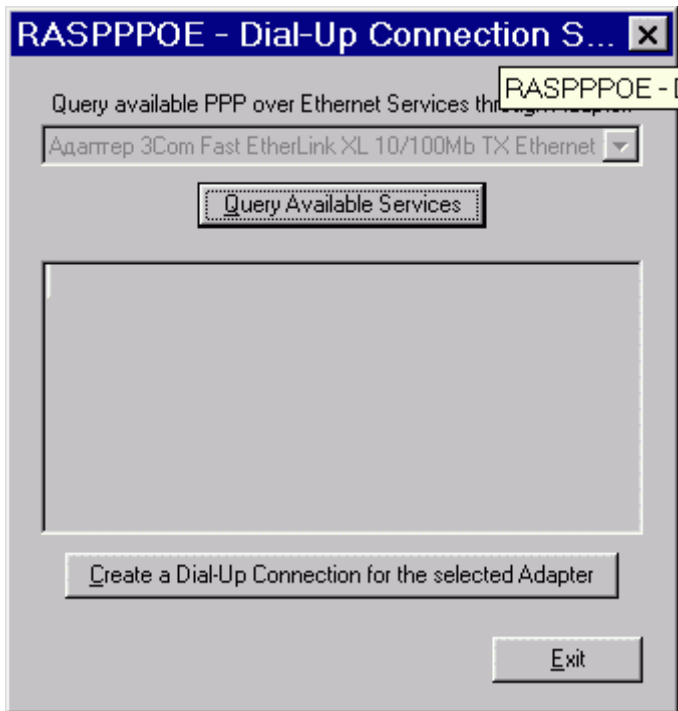 RASPPPOE - Dial-Up Connection S...
RASPPPOE -
Query available PPP over Ethernet Services through
Адаптер 3Com Fast EtherLink XL 10/100Mb TX Ethernet
Query Available Services
Create a Dial-Up Connection for the selected Adapter
Exit